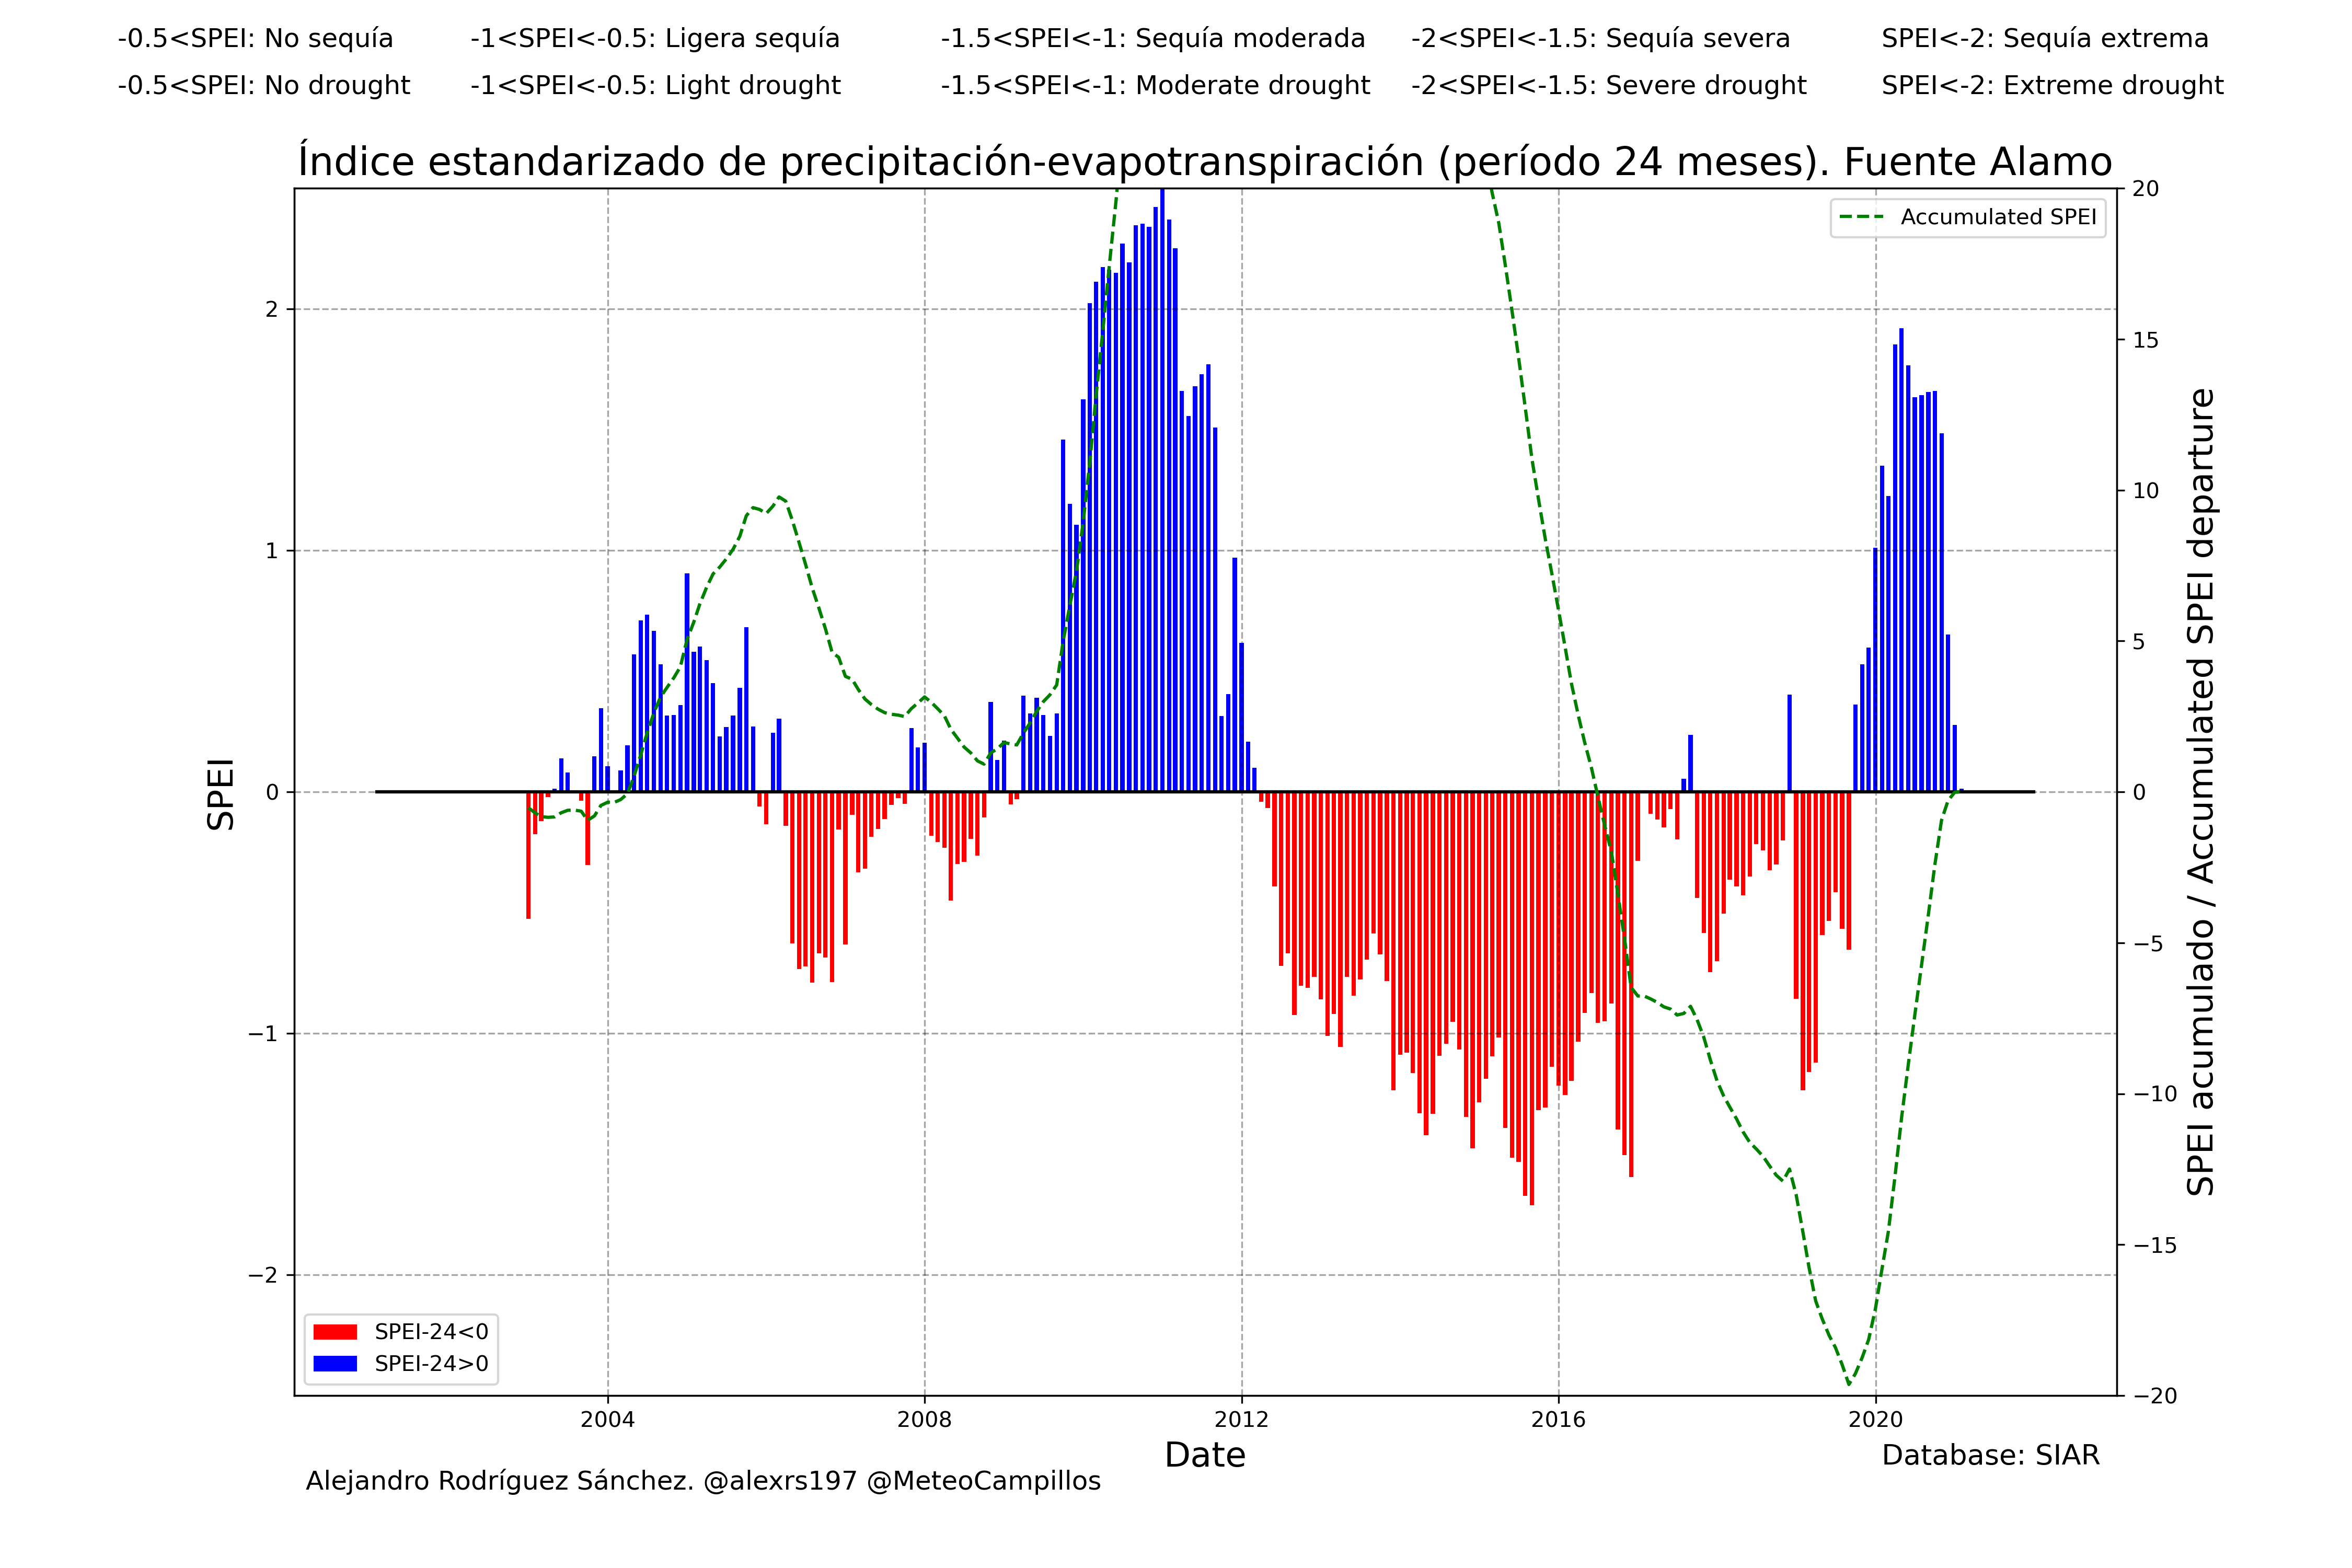 -0.5<SPEI: No sequía -1<SPEI<-0.5: Ligera sequía -1.5<SPEI<-1: Sequía moderada -2<SPEI<-1.5: Sequía severa SPEI<-2: Sequía extrema
-0.5<SPEI: No drought -1<SPEI<-0.5: Light drought -1.5<SPEI<-1: Moderate drought -2<SPEI<-1.5: Severe drought SPEI<-2: Extreme drought
Índice estandarizado de precipitación-evapotranspiración (período 24 meses). Fuente Alamo
Accumulated SPEI
2
1
0
−1
−2
SPEI
20
15
10
5
0
−5
−10
−15
−20
SPEI acumulado / Accumulated SPEI departure
SPEI-24<0
SPEI-24>0
2004 2008 2012 2016 2020
Date
Database: SIAR
Alejandro Rodríguez Sánchez. @alexrs197 @MeteoCampillos